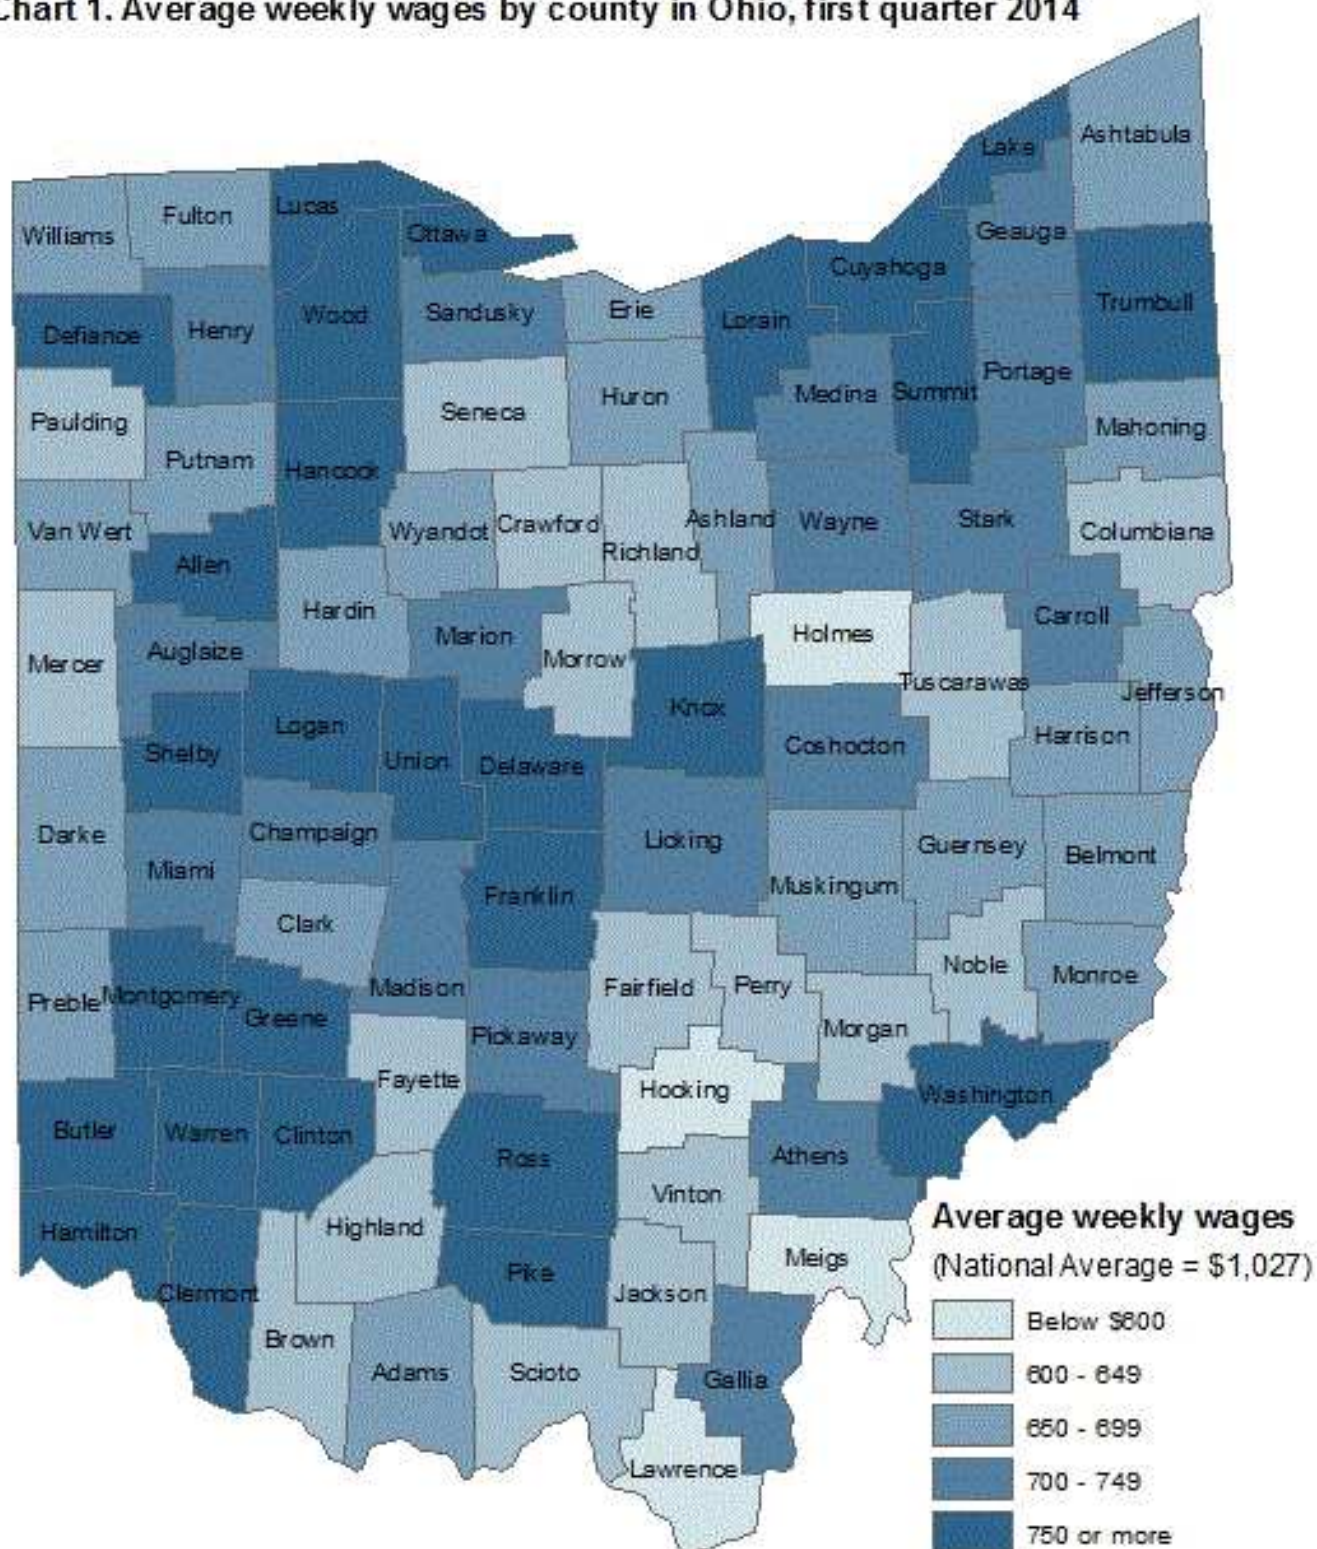 Chart 1. Average weekly wages by county in Ohio, first quarter 2014
Ashtabula
Lake
Lucas
Fulton
Williams
Ottawa
Geauga
Cuyahoga
Trumbull
Erie
Sandusky
Wood
Lorain
Henry
Defiance
Portage
Medina
Summit
Huron
Seneca
Paulding
Mahoning
Putnam
Hancock
Stark
Ashland
Wayne
Crawford
Wyandot
Van Wert
Columbiana
Richland
Allen
Hardin
Carroll
Holmes
Marion
Auglaize
Morrow
Mercer
Tuscarawas
Jefferson
Knox
Logan
Harrison
Coshocton
Shelby
Union
Delaware
Champaign
Darke
Licking
Guernsey
Belmont
Miami
Muskingum
Franklin
Clark
Noble
Monroe
Madison
Fairfield
Perry
Preble
Montgomery
Greene
Morgan
Pickaway
Fayette
Hocking
Washington
Butler
Warren
Clinton
Ross
Athens
Vinton
Highland
Hamilton
Average weekly wages
Meigs
(National Average = $1,027)
Pike
Clermont
Jackson
Below $600
Brown
Adams
Scioto
Gallia
600 - 649
650 - 699
Lawrence
700 - 749
750 or more